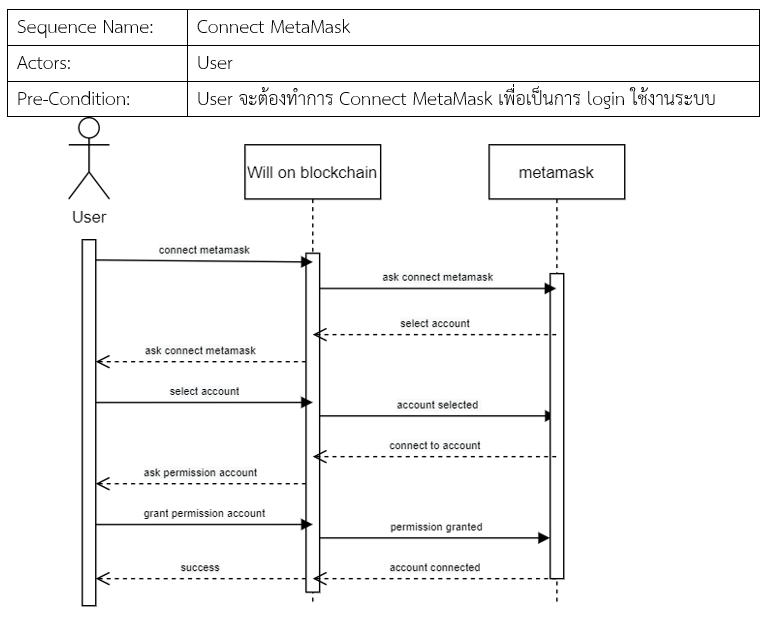 Sequence Name: Connect MetaMask
Actors: User
Pre-Condition: User จะต้องทำการ Connect MetaMask เพื่อเป็นการ login ใช้งานระบบ
Will on blockchain
metamask
User
connect metamask
ask connect metamask
select account
ask connect metamask
select account
account selected
connect to account
ask permission account
grant permission account
permission granted
success
account connected